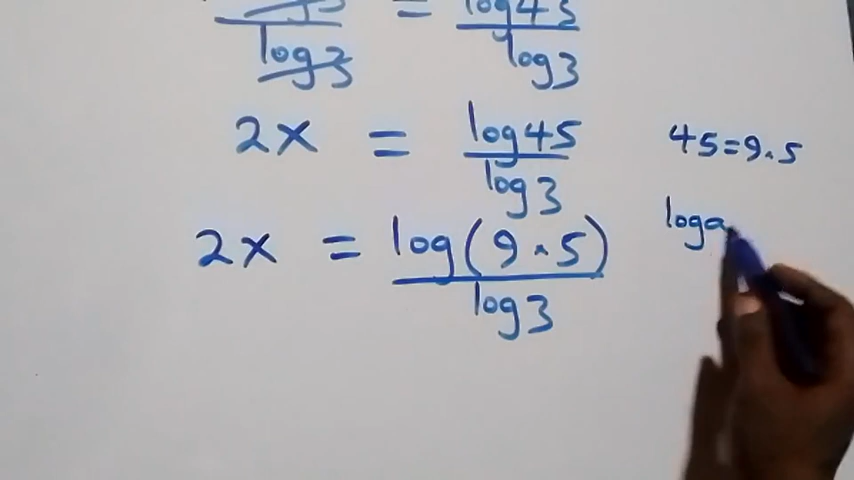 = log45
log3 log3
2x = log45
log3
45=9.5
2x = log(9.5)
log3
loga